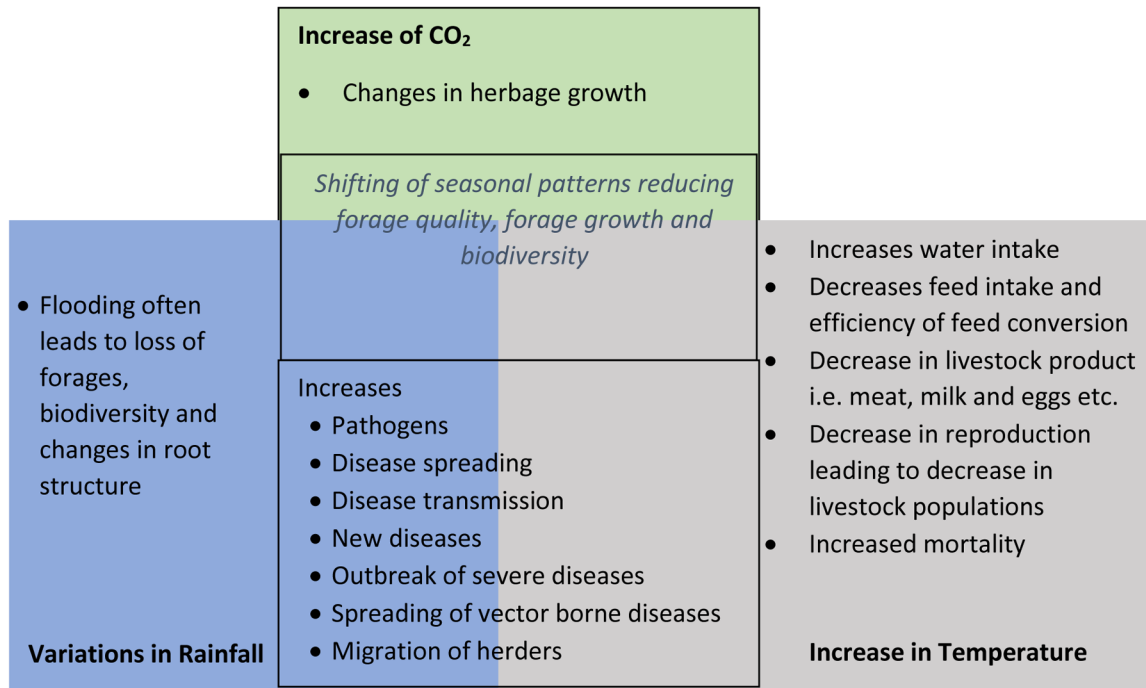 Increase of CO₂
• Changes in herbage growth
Shifting of seasonal patterns reducing
forage quality, forage growth and
biodiversity
• Flooding often
leads to loss of
forages,
biodiversity and
changes in root
structure
Variations in Rainfall
Increases
• Pathogens
• Disease spreading
• Disease transmission
• New diseases
• Outbreak of severe diseases
• Spreading of vector borne diseases
• Migration of herders
• Increases water intake
• Decreases feed intake and
efficiency of feed conversion
• Decrease in livestock product
i.e. meat, milk and eggs etc.
• Decrease in reproduction
leading to decrease in
livestock populations
• Increased mortality
Increase in Temperature